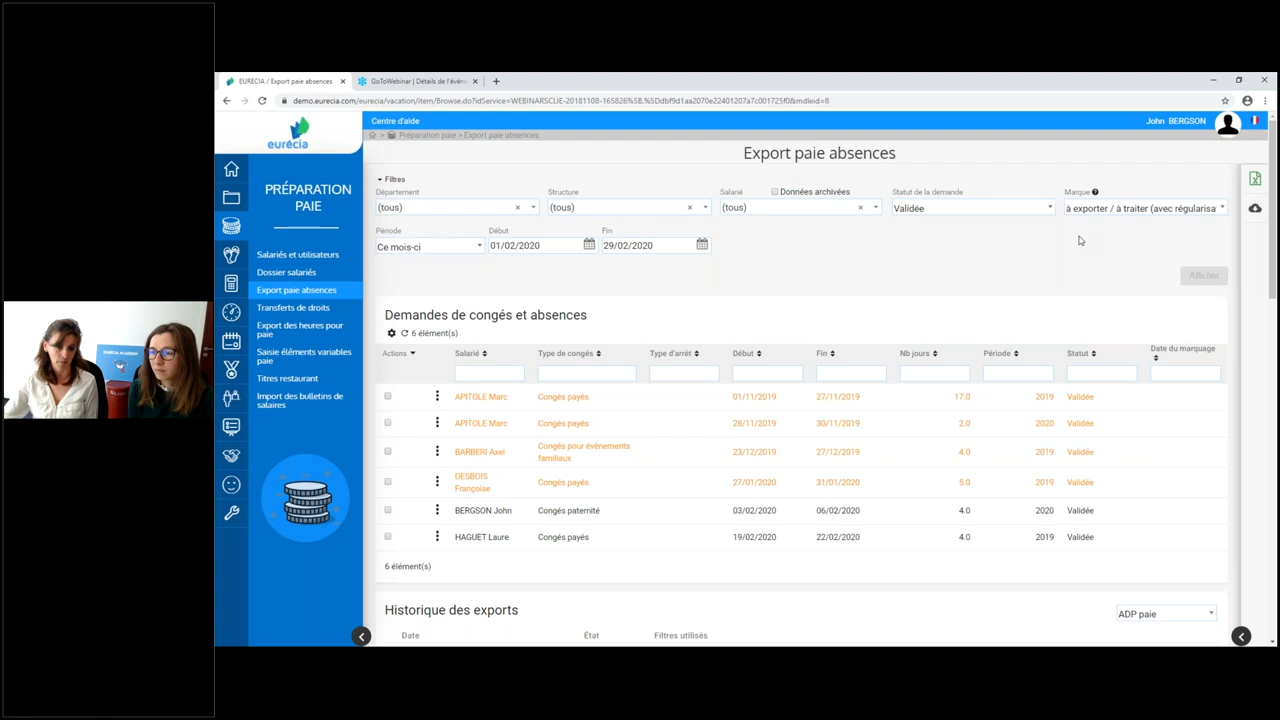 EURECIA / Export paie absences
GoToWebinar | Détails de l'évén
demo.eurecia.com/eurecia/vacation/item/Browse.do?idService=WEBINARSCLIE-20181108-165826%5B.%5Ddbf9d1aa2070e22401207a7c001725f0&mdleid=8
eurécia
Centre d'aide
John BERGSON
> Préparation paie > Export paie absences
Export paie absences
PRÉPARATION
PAIE
Salariés et utilisateurs
Dossier salariés
Export paie absences
Transferts de droits
Export des heures pour
paie
Saisie éléments variables
paie
Titres restaurant
Import des bulletins de
salaires
Filtres
Département Structure Salarié Données archivées Statut de la demande Marque
(tous) (tous) (tous) Validée à exporter / à traiter (avec régularisa
Période Début Fin
Ce mois-ci 01/02/2020 29/02/2020
Afficher
Demandes de congés et absences
6 élément(s)
Actions Salarié Type de congés Type d'arrêt Début Fin Nb jours Période Statut Date du marquage
APITOLE Marc Congés payés 01/11/2019 27/11/2019 17.0 2019 Validée
APITOLE Marc Congés payés 28/11/2019 30/11/2019 2.0 2020 Validée
BARBERI Axel Congés pour évènements familiaux 23/12/2019 27/12/2019 4.0 2019 Validée
DESBOIS Françoise Congés payés 27/01/2020 31/01/2020 5.0 2019 Validée
BERGSON John Congés paternité 03/02/2020 06/02/2020 4.0 2020 Validée
HAGUET Laure Congés payés 19/02/2020 22/02/2020 4.0 2019 Validée
6 élément(s)
Historique des exports
ADP paie
Date État Filtres utilisés